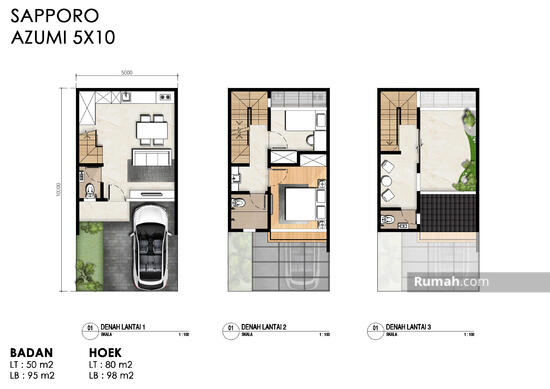 SAPPORO
AZUMI 5X10
5000
10000
01 DENAH LANTAI 1
SKALA 1 : 100
01 DENAH LANTAI 2
SKALA 1 : 100
01 DENAH LANTAI 3
SKALA 1 : 100
Rumah.com
BADAN
LT : 50 m2
LB : 95 m2
HOEK
LT : 80 m2
LB : 98 m2